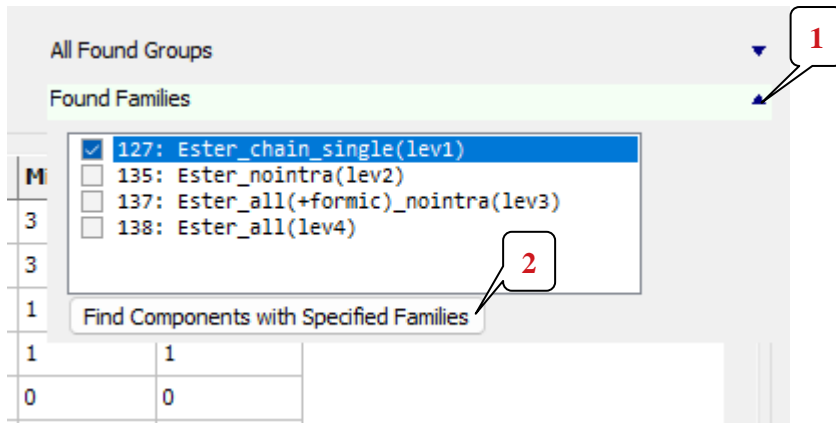 All Found Groups
1
Found Families
127: Ester_chain_single(lev1)
135: Ester_nointra(lev2)
137: Ester_all(+formic)_nointra(lev3)
138: Ester_all(lev4)
2
Find Components with Specified Families
3
3
1
1 1
0 0